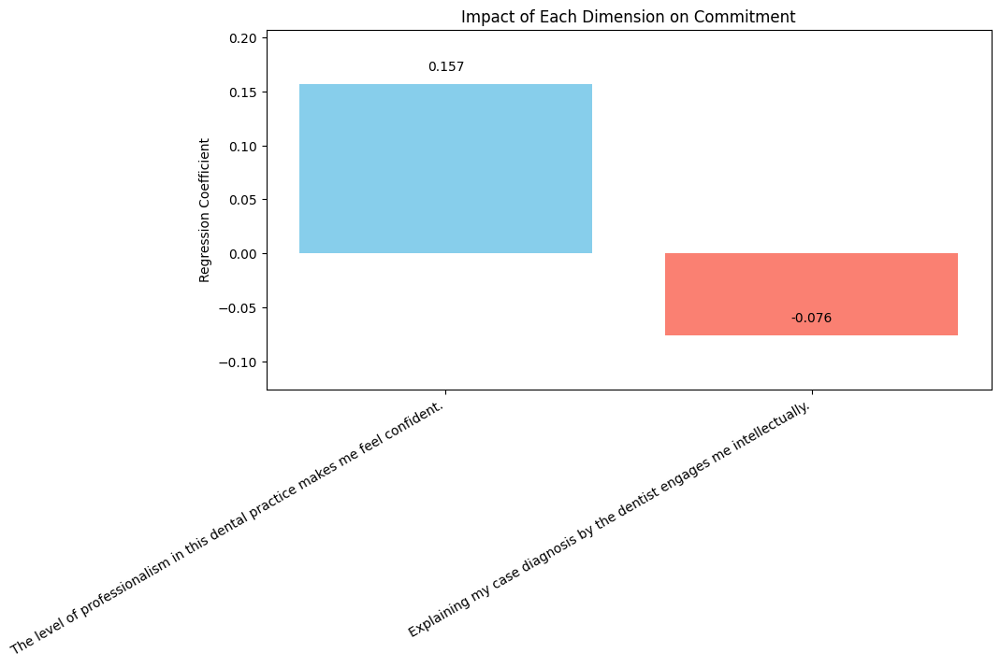 Impact of Each Dimension on Commitment
Regression Coefficient
0.20
0.15
0.10
0.05
0.00
−0.05
−0.10
0.157
-0.076
The level of professionalism in this dental practice makes me feel confident.
Explaining my case diagnosis by the dentist engages me intellectually.